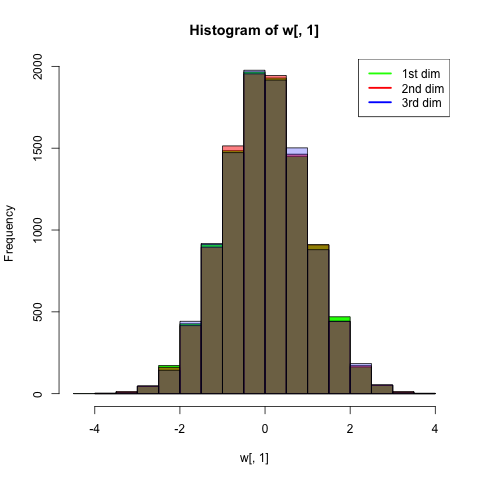 Histogram of w[, 1]
1st dim
2nd dim
3rd dim
Frequency
2000
1500
1000
500
0
-4 -2 0 2 4
w[, 1]